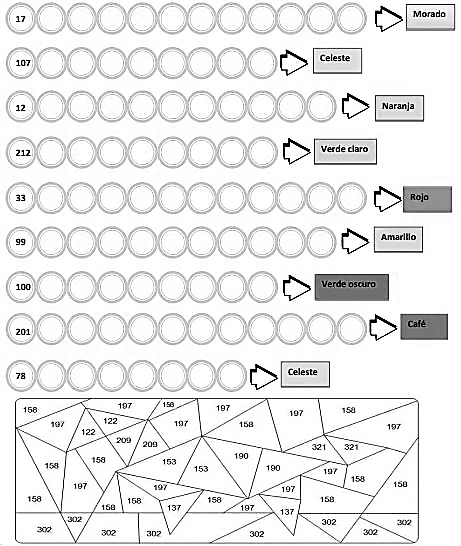 17 Morado
107 Celeste
12 Naranja
212 Verde claro
33 Rojo
99 Amarillo
100 Verde oscuro
201 Café
78 Celeste
158 197 158 197 197 158
122 122 197 158 197
209 209 321 321
158 158 153 153 190 190 197 158 158
197 197 197
158 158 158 137 158 197 137 158
302 302 302 302 302 302 302 302